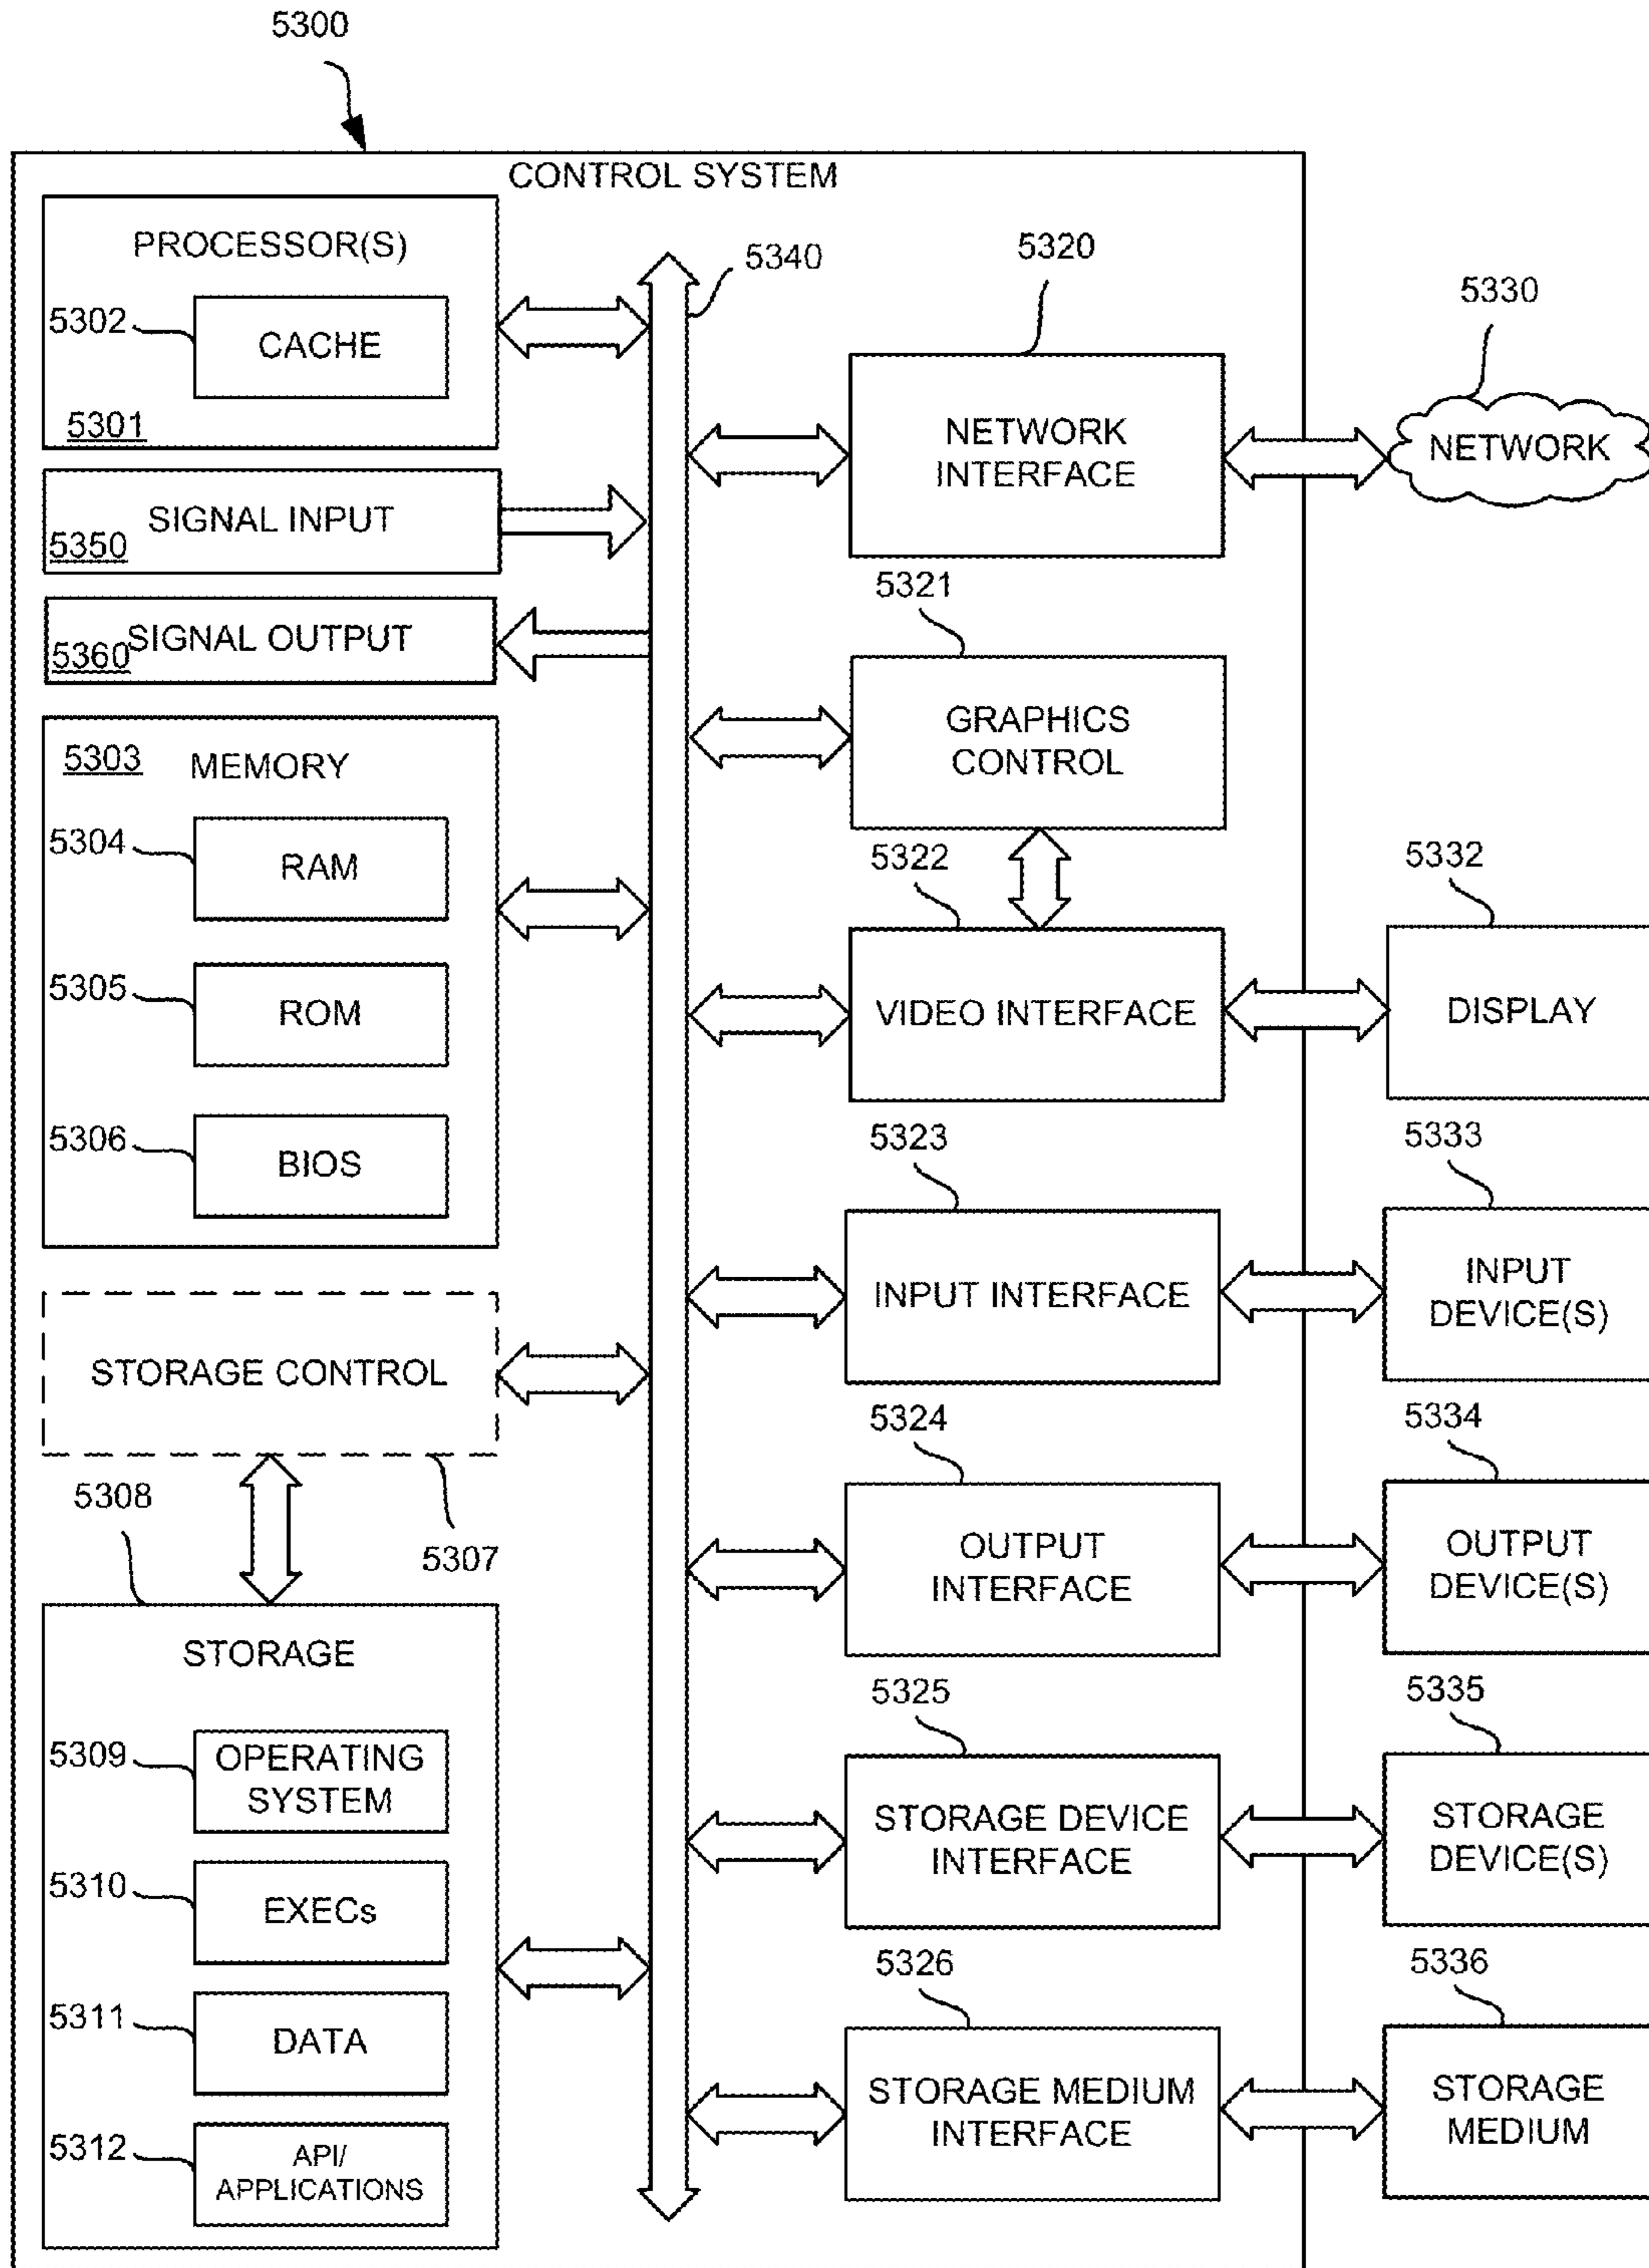 5300
CONTROL SYSTEM
PROCESSOR(S)
5302
CACHE
5301
5340
5320
NETWORK
INTERFACE
5330
NETWORK
SIGNAL INPUT
5350
SIGNAL OUTPUT
5360
5321
GRAPHICS
CONTROL
5303
MEMORY
5304
RAM
5305
ROM
5306
BIOS
5322
VIDEO INTERFACE
5332
DISPLAY
5323
INPUT INTERFACE
5333
INPUT
DEVICE(S)
STORAGE CONTROL
5307
5324
OUTPUT
INTERFACE
5334
OUTPUT
DEVICE(S)
5308
STORAGE
5309
OPERATING
SYSTEM
5310
EXECs
5311
DATA
5312
API/
APPLICATIONS
5325
STORAGE DEVICE
INTERFACE
5335
STORAGE
DEVICE(S)
5326
STORAGE MEDIUM
INTERFACE
5336
STORAGE
MEDIUM